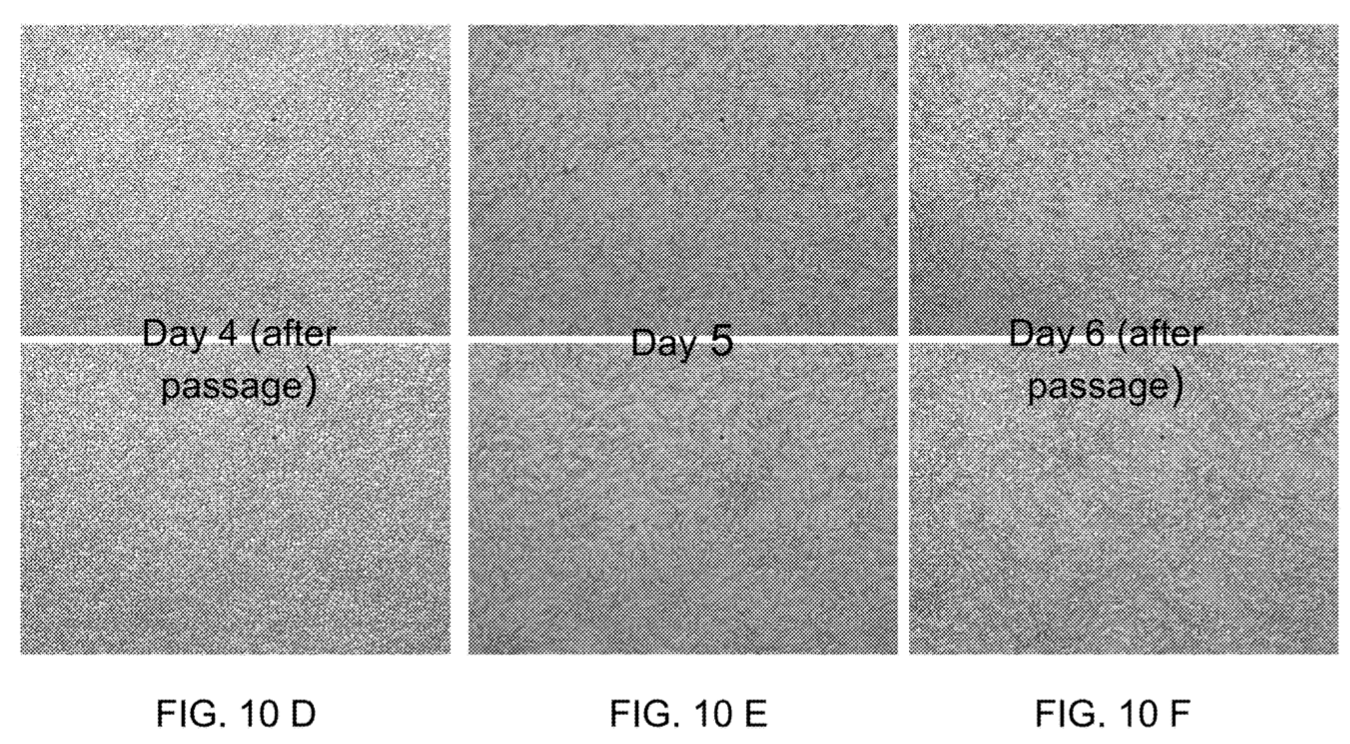 Day 4 (after
passage)
Day 5
Day 6 (after
passage)
FIG. 10 D
FIG. 10 E
FIG. 10 F